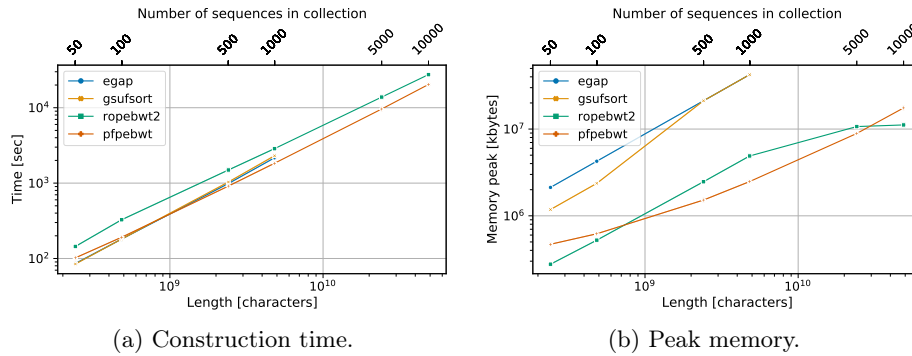 Number of sequences in collection
50 100 500 1000 5000 10000
egap
gsufsort
ropebwt2
pfpebwt
Time [sec]
10^4
10^3
10^2
10^9 10^10
Length [characters]
(a) Construction time.
Number of sequences in collection
50 100 500 1000 5000 10000
egap
gsufsort
ropebwt2
pfpebwt
Memory peak [kbytes]
10^7
10^6
10^9 10^10
Length [characters]
(b) Peak memory.